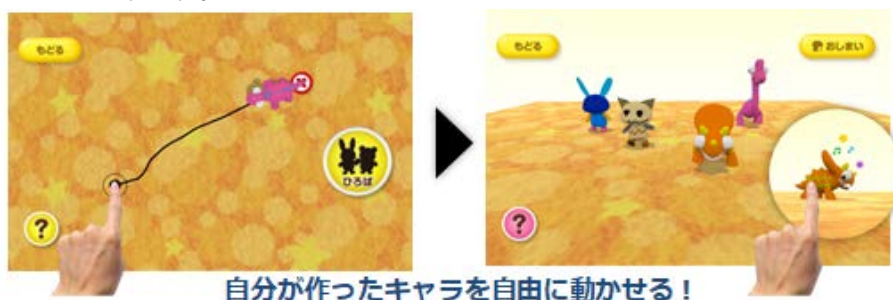 もどる
ひろば
?
もどる
おしまい
?
自分が作ったキャラを自由に動かせる！